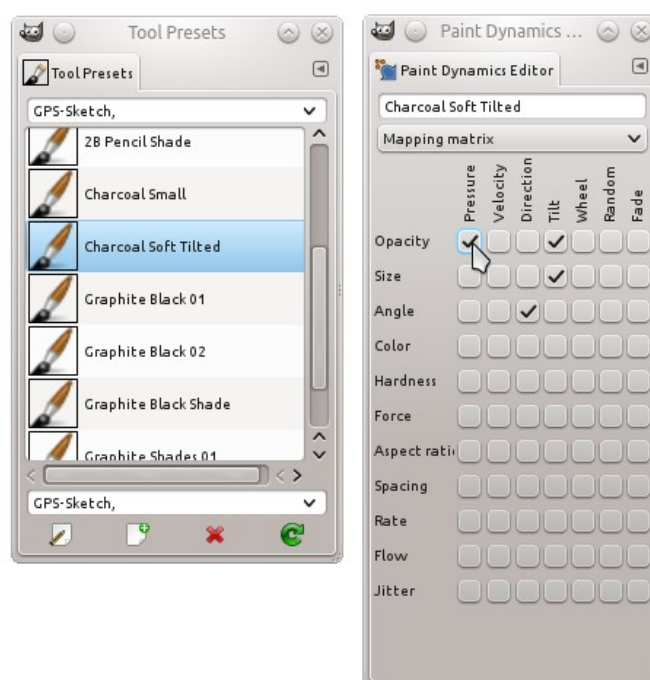 Tool Presets
Tool Presets
GPS-Sketch,
2B Pencil Shade
Charcoal Small
Charcoal Soft Tilted
Graphite Black 01
Graphite Black 02
Graphite Black Shade
Graphite Shades 01
GPS-Sketch,
Paint Dynamics ...
Paint Dynamics Editor
Charcoal Soft Tilted
Mapping matrix
Pressure
Velocity
Direction
Tilt
Wheel
Random
Fade
Opacity
Size
Angle
Color
Hardness
Force
Aspect rati
Spacing
Rate
Flow
Jitter